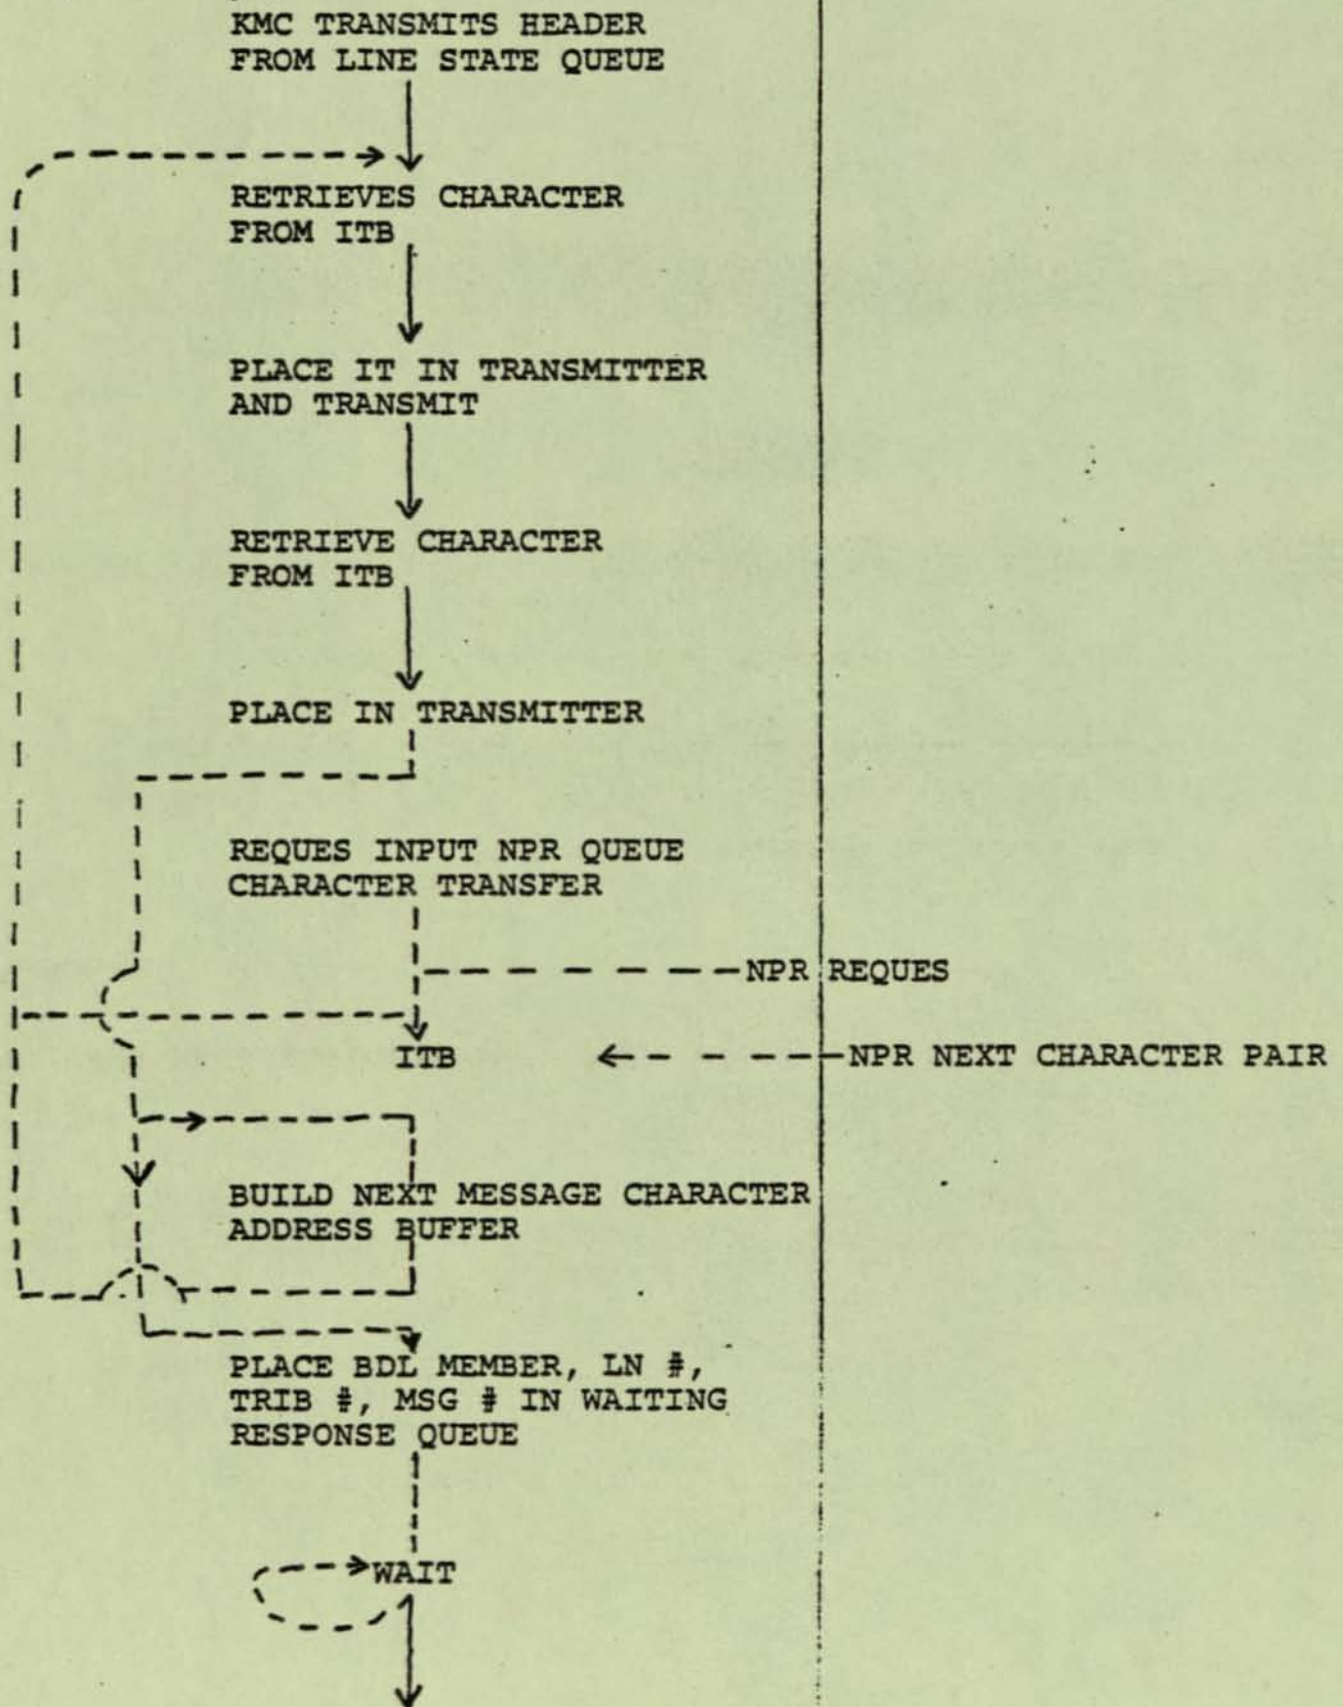 KMC TRANSMITS HEADER
FROM LINE STATE QUEUE
RETRIEVES CHARACTER
FROM ITB
PLACE IT IN TRANSMITTER
AND TRANSMIT
RETRIEVE CHARACTER
FROM ITB
PLACE IN TRANSMITTER
REQUES INPUT NPR QUEUE
CHARACTER TRANSFER
NPR REQUES
ITB
NPR NEXT CHARACTER PAIR
BUILD NEXT MESSAGE CHARACTER
ADDRESS BUFFER
PLACE BDL MEMBER, LN #,
TRIB #, MSG # IN WAITING
RESPONSE QUEUE
WAIT